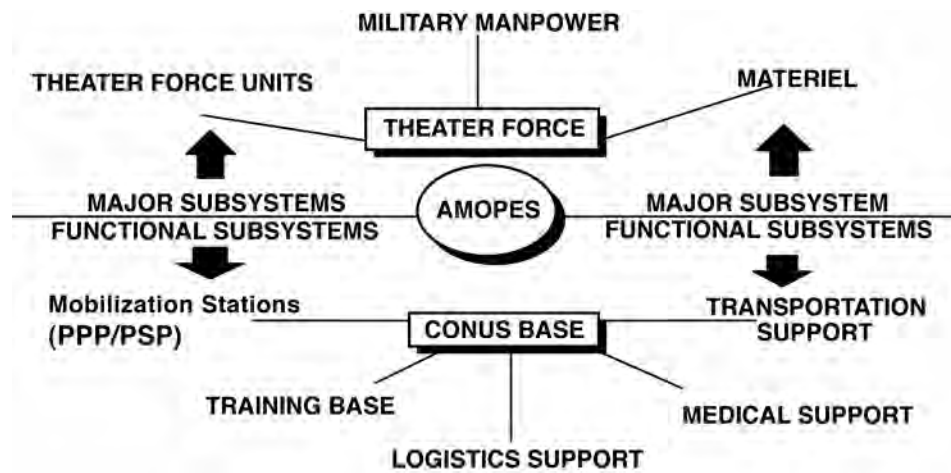 MILITARY MANPOWER
THEATER FORCE UNITS
MATERIEL
THEATER FORCE
MAJOR SUBSYSTEMS
FUNCTIONAL SUBSYSTEMS
AMOPES
MAJOR SUBSYSTEM
FUNCTIONAL SUBSYSTEMS
Mobilization Stations
(PPP/PSP)
CONUS BASE
TRANSPORTATION
SUPPORT
TRAINING BASE
LOGISTICS SUPPORT
MEDICAL SUPPORT